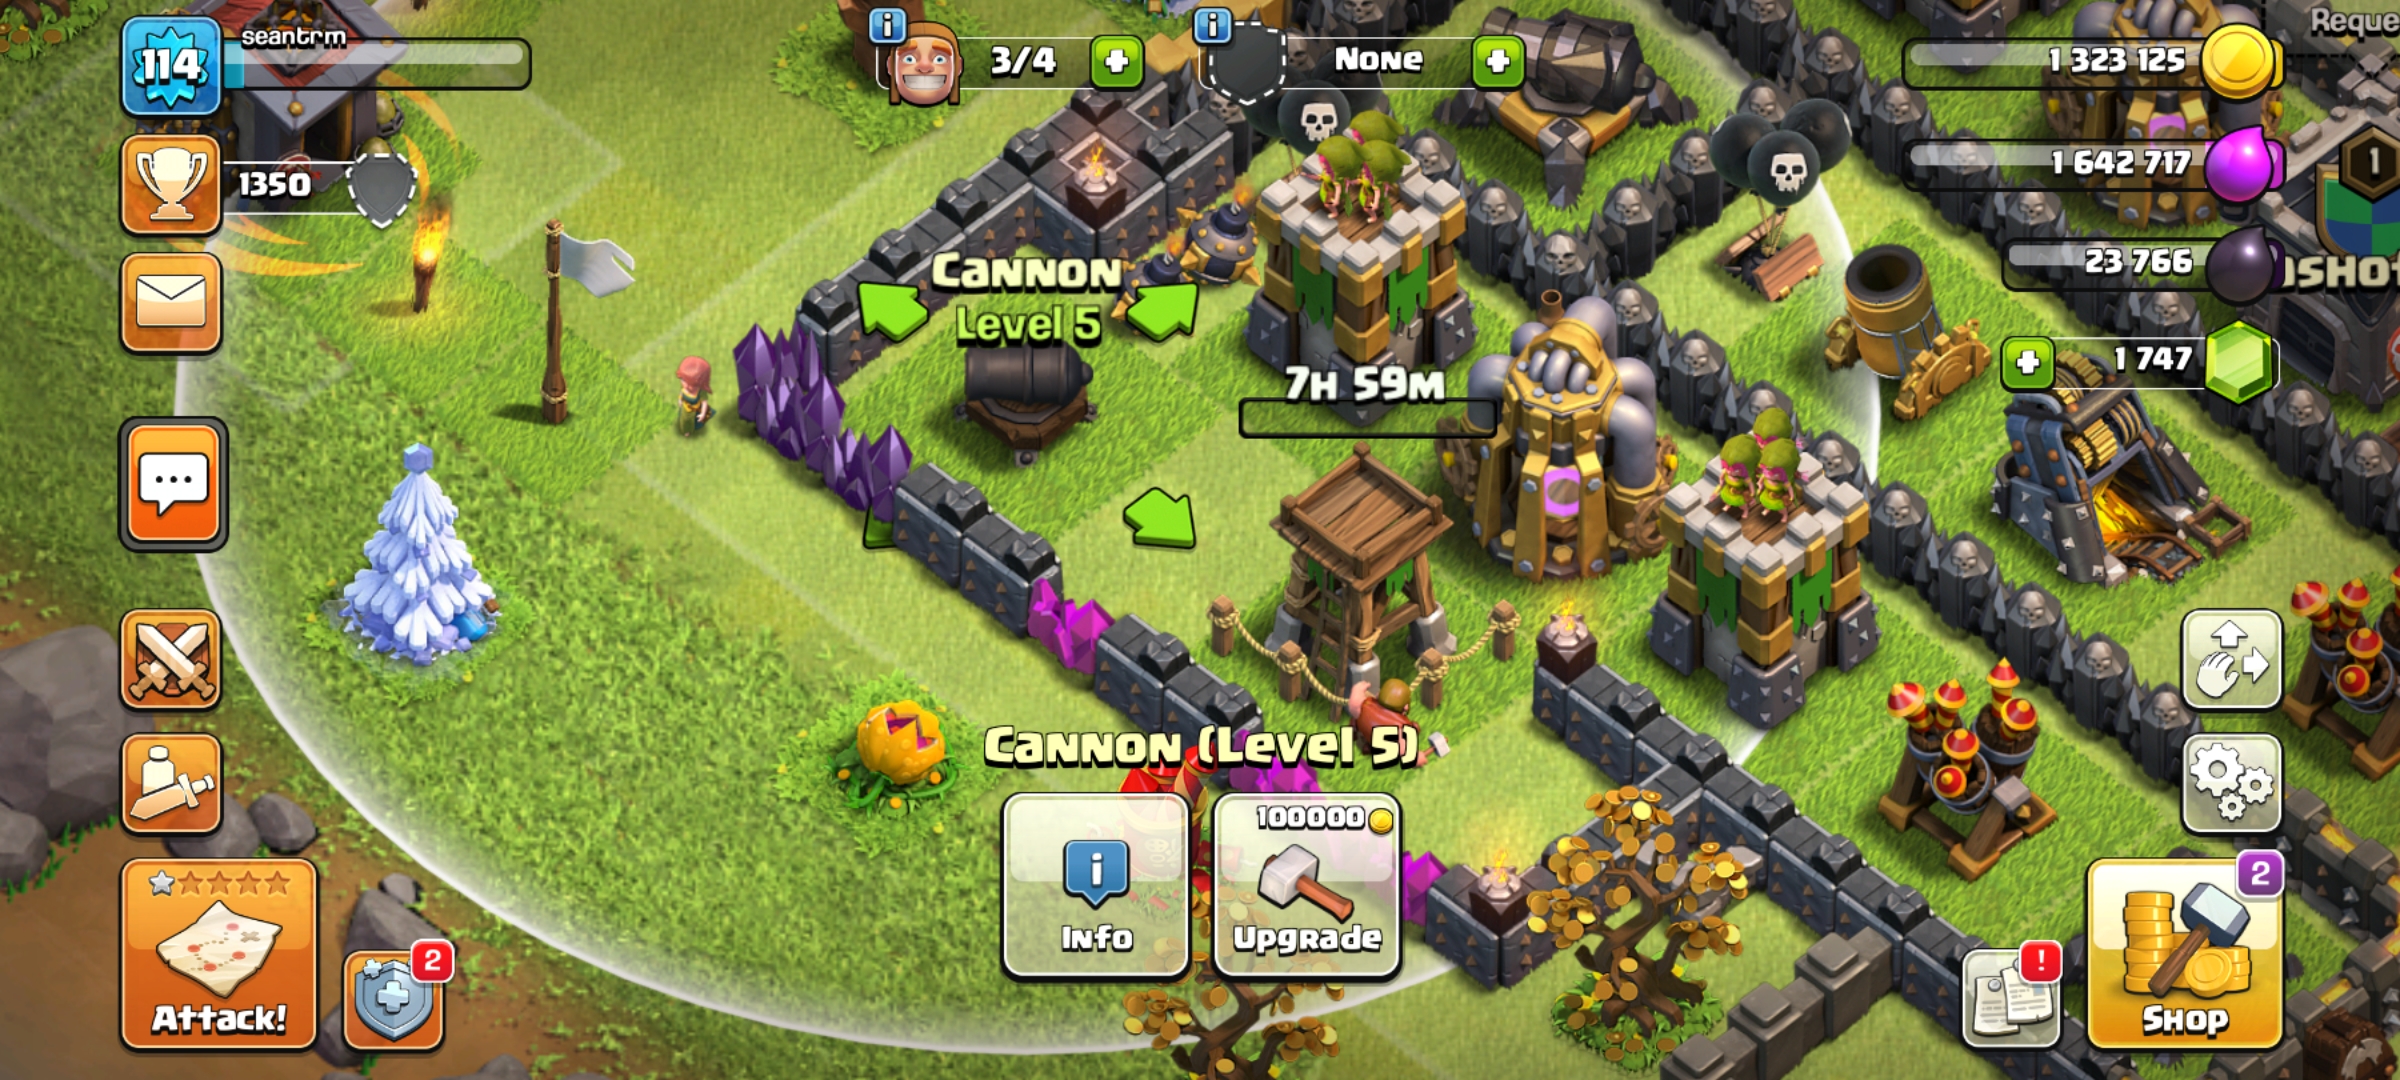 114
seantrm
3/4
None
Reque
1 323 125
1350
1 642 717
1
23 766
1 747
Cannon
Level 5
7H 59M
Cannon (Level 5)
100000
Info
Upgrade
2
Attack!
2
!
Shop